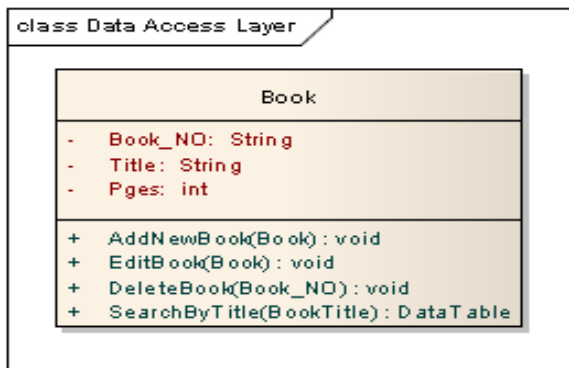 class Data Access Layer
Book
- Book_NO: String
- Title: String
- Pges: int
+ AddNewBook(Book) : void
+ EditBook(Book) : void
+ DeleteBook(Book_NO) : void
+ SearchByTitle(BookTitle) : DataTable